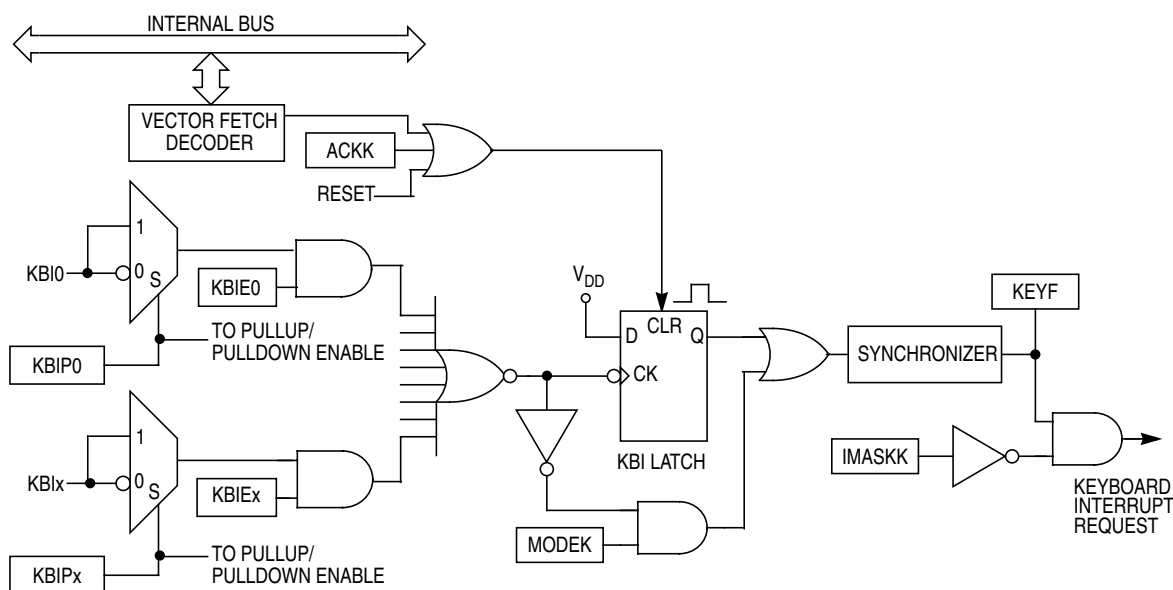 INTERNAL BUS
VECTOR FETCH
DECODER
ACKK
RESET
1
KBI0
0
S
KBIE0
TO PULLUP/
PULLDOWN ENABLE
KBIP0
VDD
D
CLR
Q
CK
KBI LATCH
SYNCHRONIZER
KEYF
1
KBIx
0
S
KBIEx
TO PULLUP/
PULLDOWN ENABLE
KBIPx
MODEK
IMASKK
KEYBOARD
INTERRUPT
REQUEST